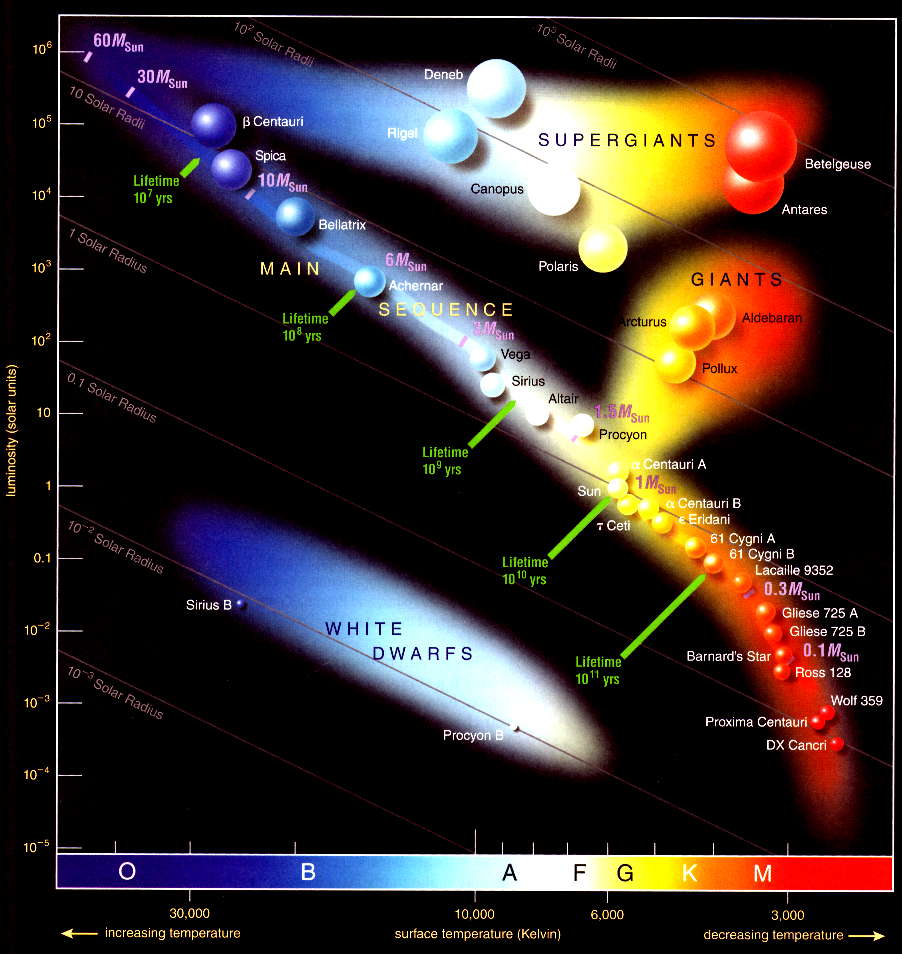 10² Solar Radii
10³ Solar Radii
10⁶
60M_Sun
30M_Sun
Deneb
10 Solar Radii
10⁵
β Centauri
Rigel
SUPERGIANTS
Betelgeuse
Spica
Lifetime
10⁷ yrs
10M_Sun
Canopus
10⁴
Antares
Bellatrix
1 Solar Radius
10³
MAIN
6M_Sun
Polaris
GIANTS
Achernar
SEQUENCE
Lifetime
10⁸ yrs
Arcturus
Aldebaran
10²
3M_Sun
Vega
Pollux
0.1 Solar Radius
Sirius
Altair
10
1.5M_Sun
Procyon
Lifetime
10⁹ yrs
α Centauri A
luminosity (solar units)
1
Sun
1M_Sun
α Centauri B
τ Ceti
ϵ Eridani
10⁻² Solar Radius
61 Cygni A
61 Cygni B
0.1
Lifetime
10¹⁰ yrs
Lacaille 9352
0.3M_Sun
Sirius B
Gliese 725 A
10⁻²
WHITE
DWARFS
Gliese 725 B
Barnard's Star
0.1M_Sun
Lifetime
10¹¹ yrs
Ross 128
10⁻³ Solar Radius
10⁻³
Wolf 359
Proxima Centauri
Procyon B
DX Cancri
10⁻⁴
10⁻⁵
O B A F G K M
30,000 10,000 6,000 3,000
increasing temperature surface temperature (Kelvin) decreasing temperature